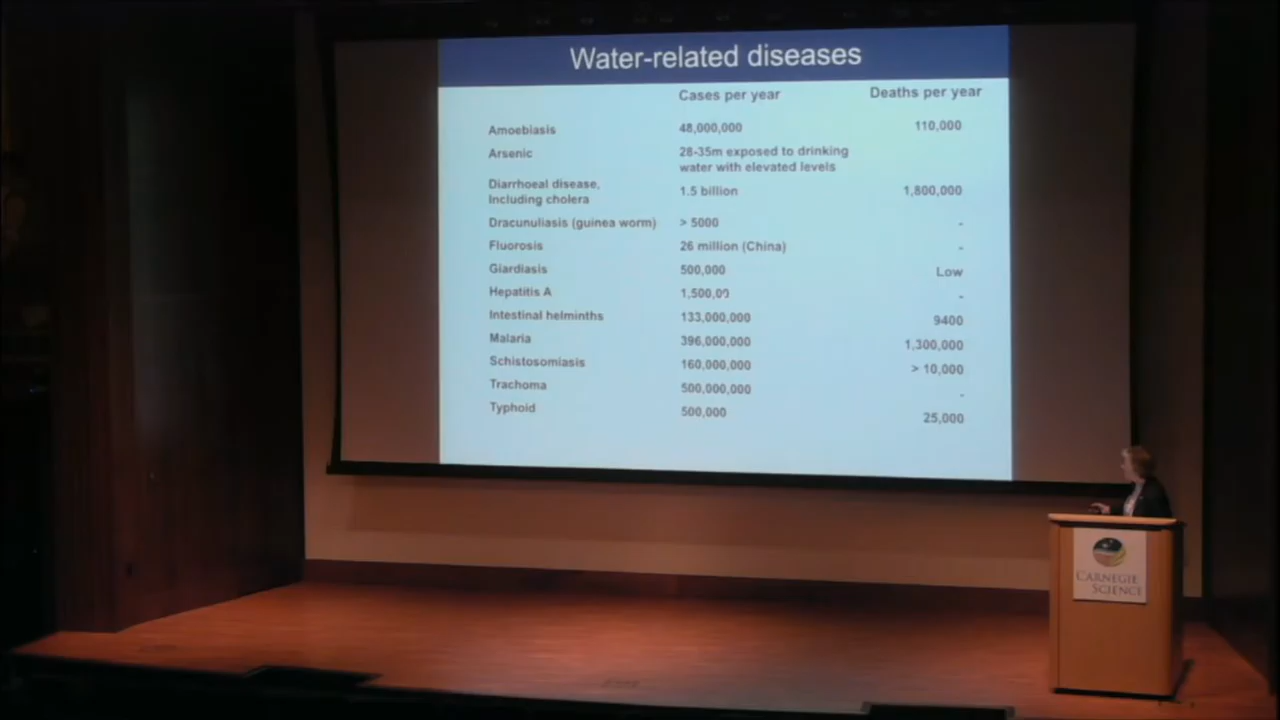 Water-related diseases
Cases per year Deaths per year
Amoebiasis 48,000,000 110,000
Arsenic 28-35m exposed to drinking
water with elevated levels
Diarrhoeal disease,
Including cholera 1.5 billion 1,800,000
Dracunuliasis (guinea worm) > 5000 -
Fluorosis 26 million (China) -
Giardiasis 500,000 Low
Hepatitis A 1,500,00 -
Intestinal helminths 133,000,000 9400
Malaria 396,000,000 1,300,000
Schistosomiasis 160,000,000 > 10,000
Trachoma 500,000,000 -
Typhoid 500,000 25,000
CARNEGIE
SCIENCE